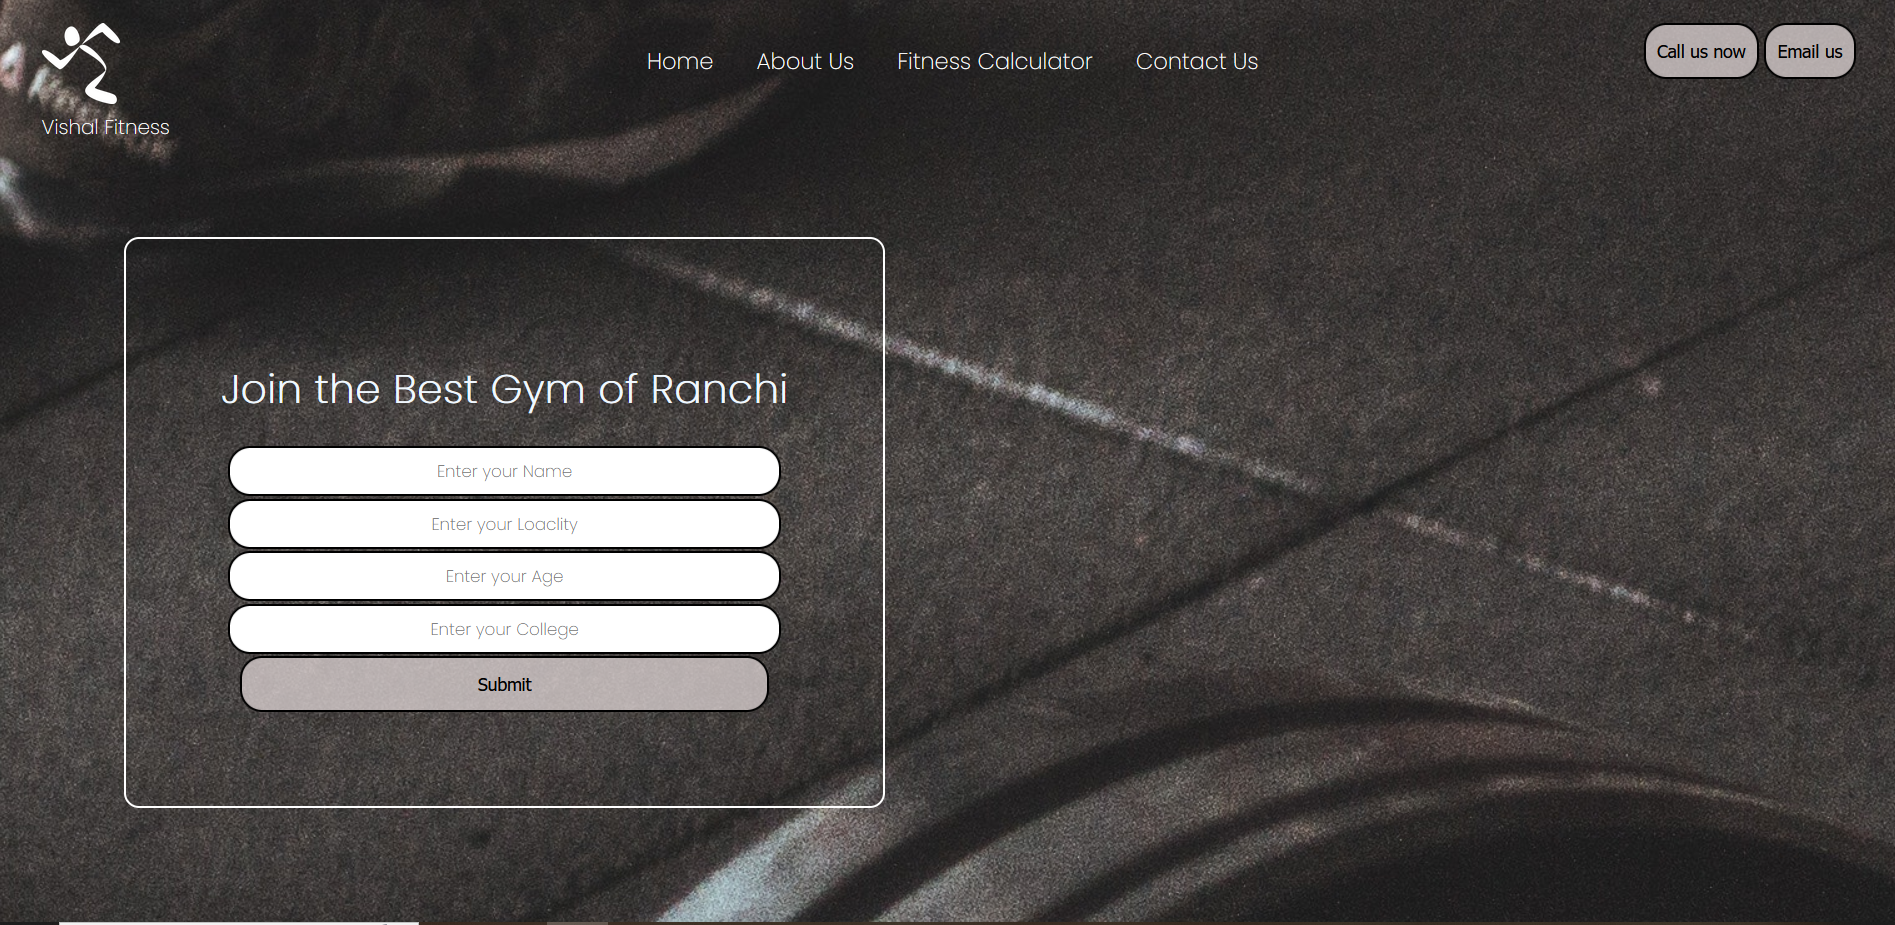 Vishal Fitness
Home
About Us
Fitness Calculator
Contact Us
Call us now
Email us
Join the Best Gym of Ranchi
Enter your Name
Enter your Loaclity
Enter your Age
Enter your College
Submit